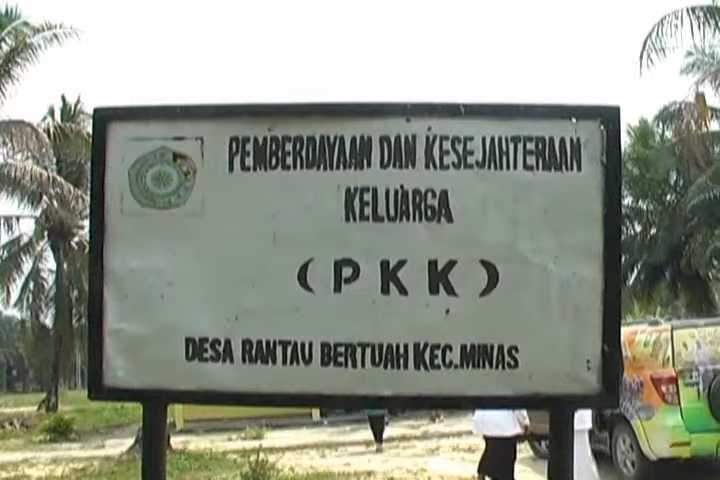 PEMBERDAYAAN DAN KESEJAHTERAAN
KELUARGA
(PKK)
DESA RANTAU BERTUAH KEC.MINAS